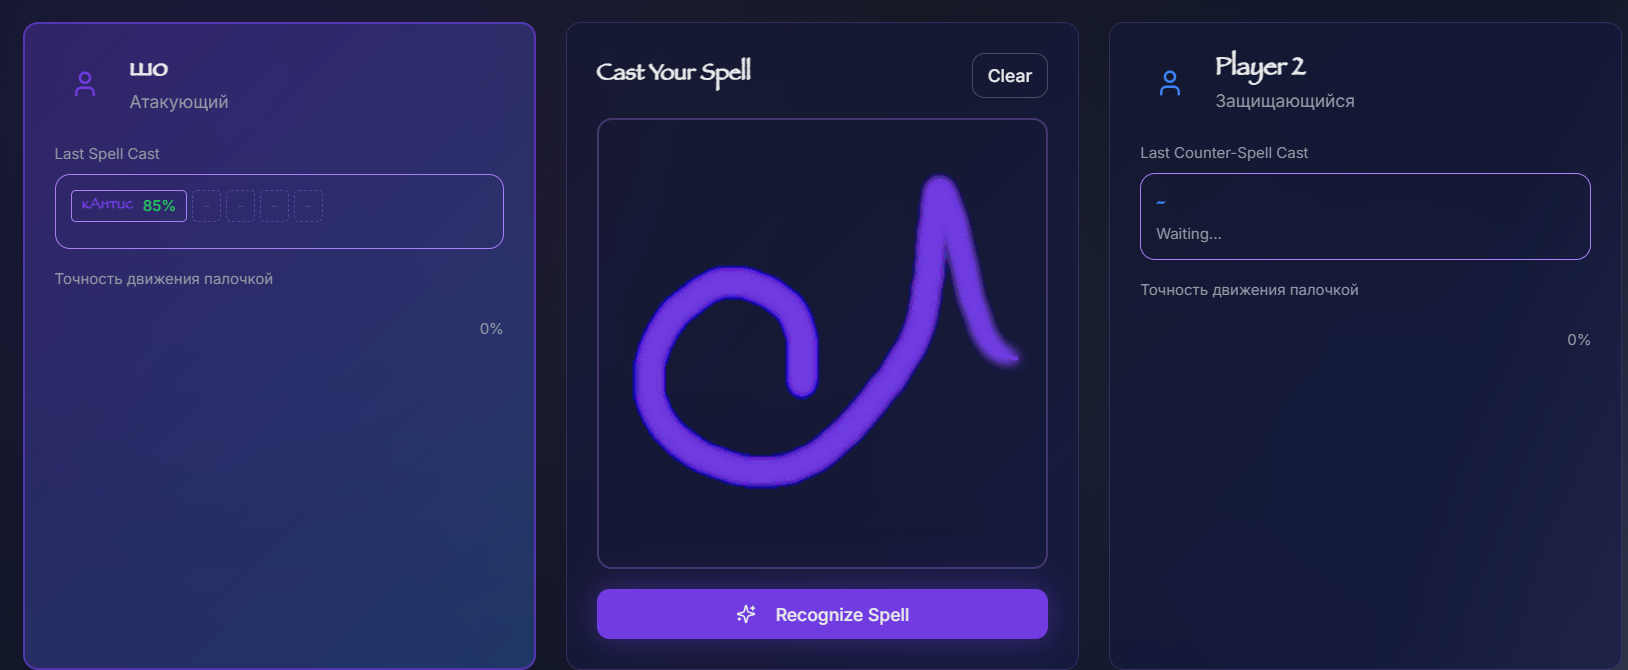 шо
Атакующий
Last Spell Cast
кАнтис 85% - - - -
Точность движения палочкой
0%
Cast Your Spell
Clear
Recognize Spell
Player 2
Защищающийся
Last Counter-Spell Cast
~
Waiting...
Точность движения палочкой
0%